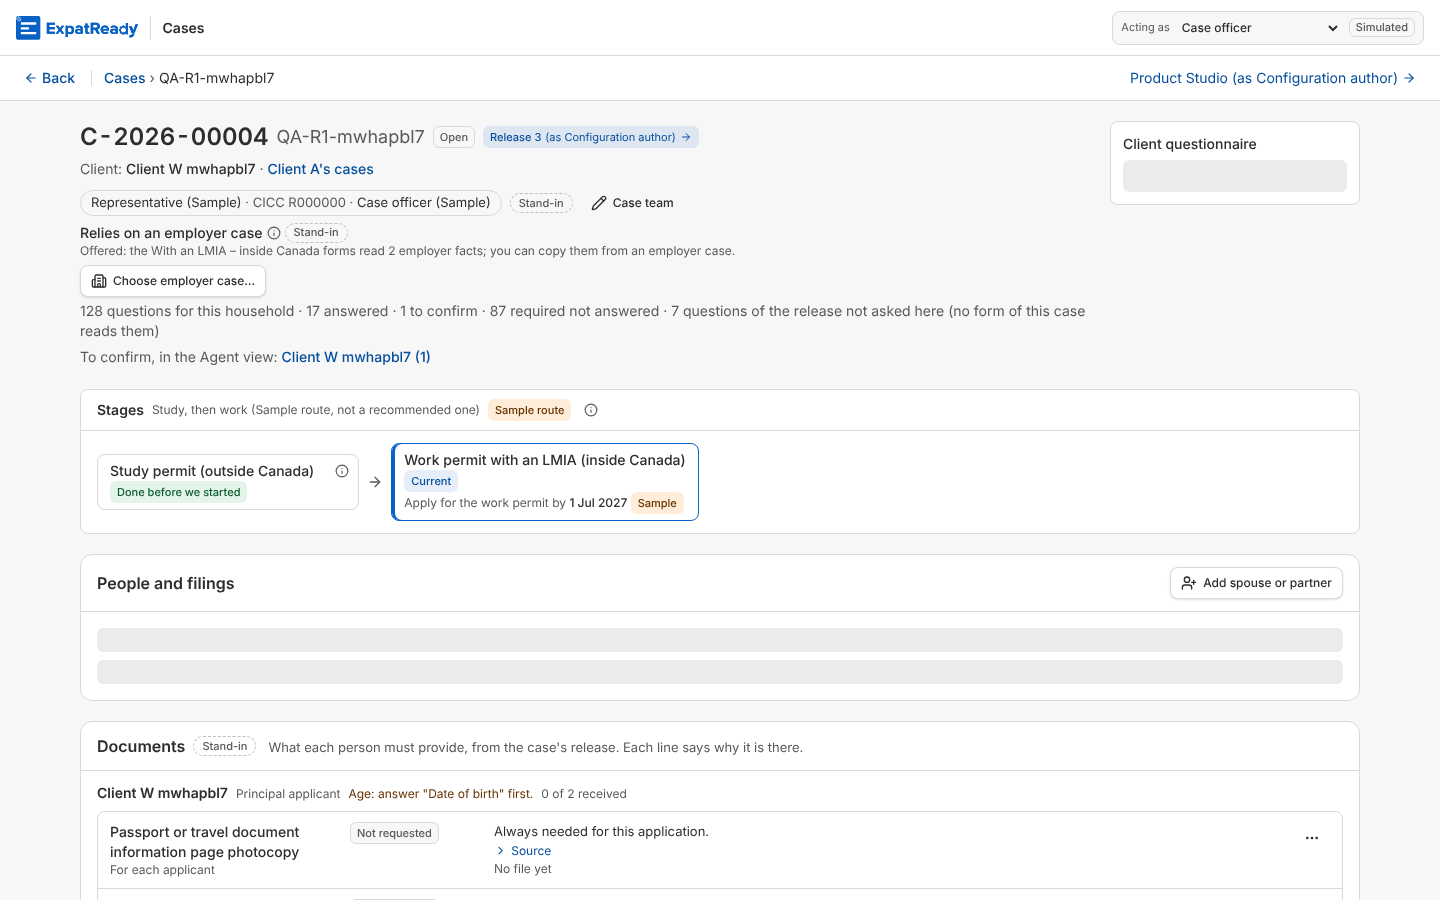 ExpatReady
Cases
Acting as Case officer Simulated
Back Cases › QA-R1-mwhapbl7
Product Studio (as Configuration author) →
C-2026-00004 QA-R1-mwhapbl7 Open Release 3 (as Configuration author) →
Client: Client W mwhapbl7 · Client A's cases
Representative (Sample) · CICC R000000 · Case officer (Sample) Stand-in Case team
Relies on an employer case Stand-in
Offered: the With an LMIA – inside Canada forms read 2 employer facts; you can copy them from an employer case.
Choose employer case...
128 questions for this household · 17 answered · 1 to confirm · 87 required not answered · 7 questions of the release not asked here (no form of this case
reads them)
To confirm, in the Agent view: Client W mwhapbl7 (1)
Client questionnaire
Stages Study, then work (Sample route, not a recommended one) Sample route
Study permit (outside Canada)
Done before we started
Work permit with an LMIA (inside Canada)
Current
Apply for the work permit by 1 Jul 2027 Sample
People and filings
Add spouse or partner
Documents Stand-in What each person must provide, from the case's release. Each line says why it is there.
Client W mwhapbl7 Principal applicant Age: answer "Date of birth" first. 0 of 2 received
Passport or travel document
information page photocopy
For each applicant
Not requested
Always needed for this application.
Source
No file yet